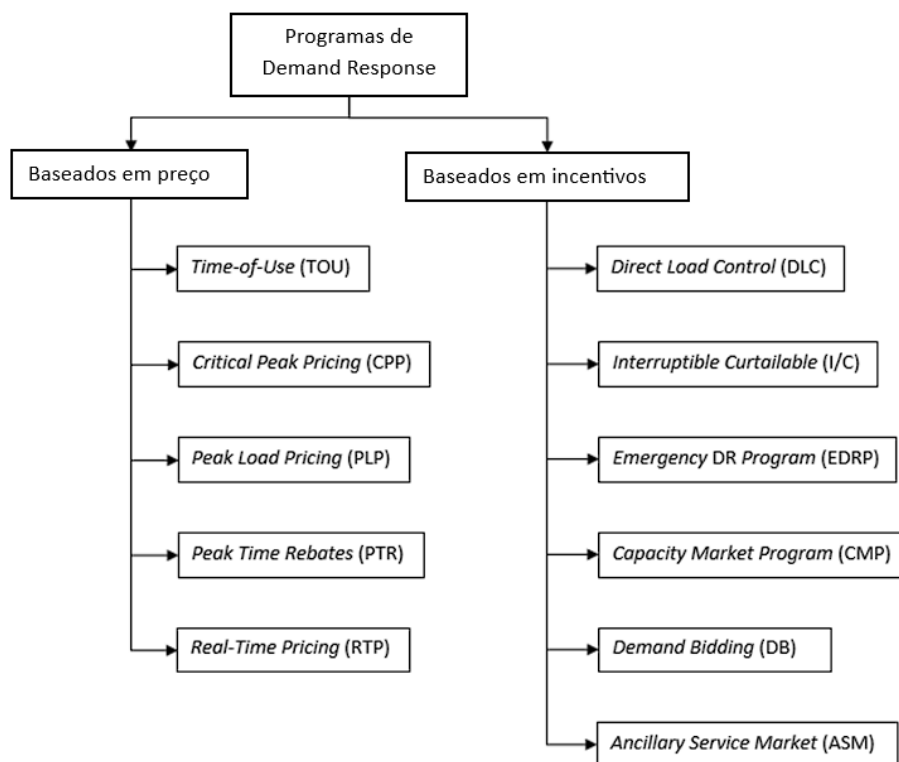 Programas de
Demand Response
Baseados em preço
Baseados em incentivos
Time-of-Use (TOU)
Critical Peak Pricing (CPP)
Peak Load Pricing (PLP)
Peak Time Rebates (PTR)
Real-Time Pricing (RTP)
Direct Load Control (DLC)
Interruptible Curtailable (I/C)
Emergency DR Program (EDRP)
Capacity Market Program (CMP)
Demand Bidding (DB)
Ancillary Service Market (ASM)